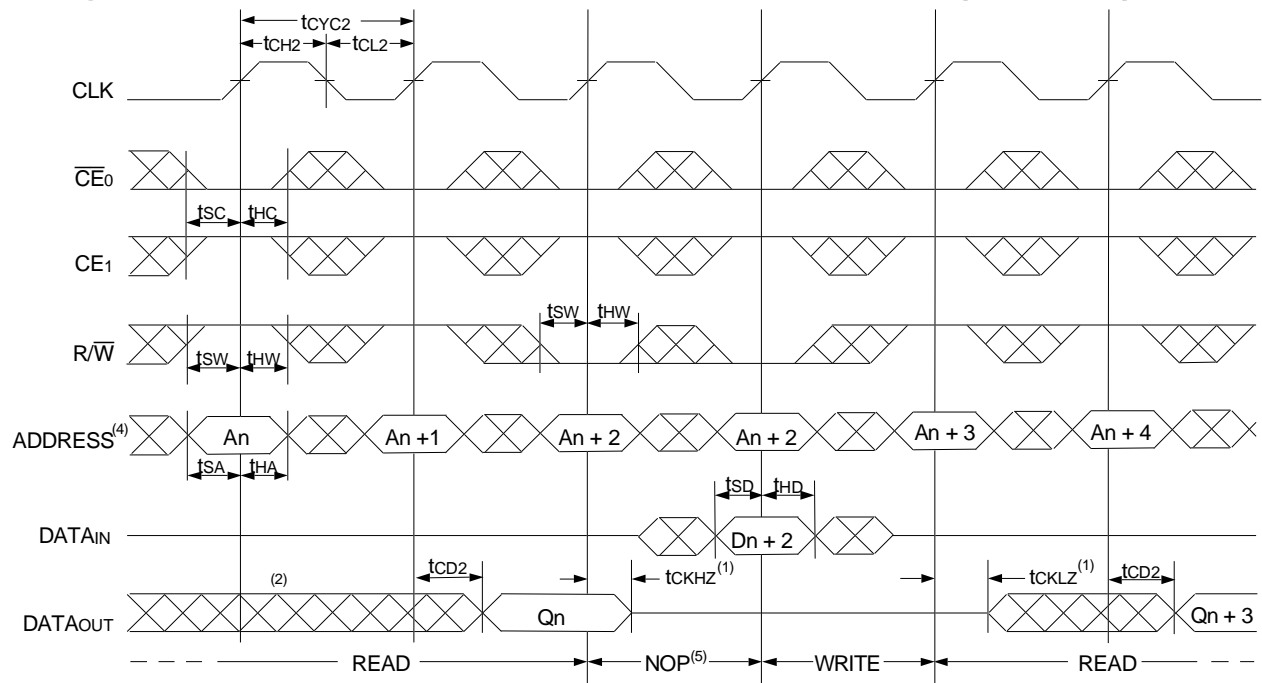 tCYC2
tCH2 tCL2
CLK
CE0
tSC tHC
CE1
tSW tHW
R/W
tSW tHW
ADDRESS(4) An An +1 An + 2 An + 2 An + 3 An + 4
tSA tHA
tSD tHD
DATAIN Dn + 2
tCD2 tCKHZ(1) tCKLZ(1) tCD2
(2)
DATAOUT Qn Qn + 3
READ NOP(5) WRITE READ